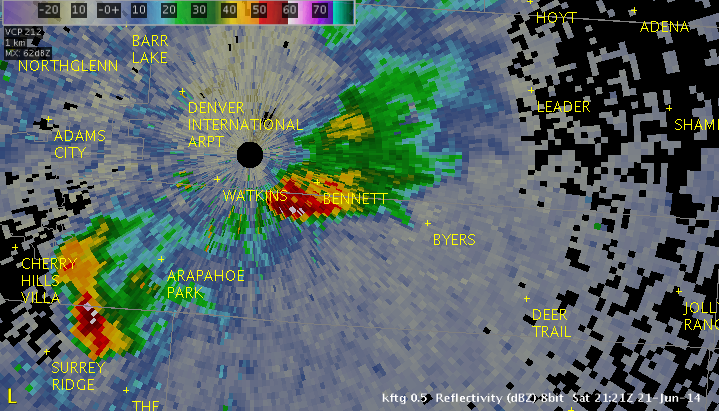 -20 10 -0+ 10 20 30 40 50 60 70
VCP 212
1 km
MX: 62dBZ
HOYT
ADENA
BARR
LAKE
NORTHGLENN
DENVER
INTERNATIONAL
ARPT
LEADER
ADAMS
CITY
SHAM
WATKINS
BENNETT
BYERS
CHERRY
HILLS
VILLA
ARAPAHOE
PARK
DEER
TRAIL
JOLL
RANC
SURREY
RIDGE
THE
L
kftg 0.5 Reflectivity (dBZ) 8bit Sat 21:21Z 21-Jun-14